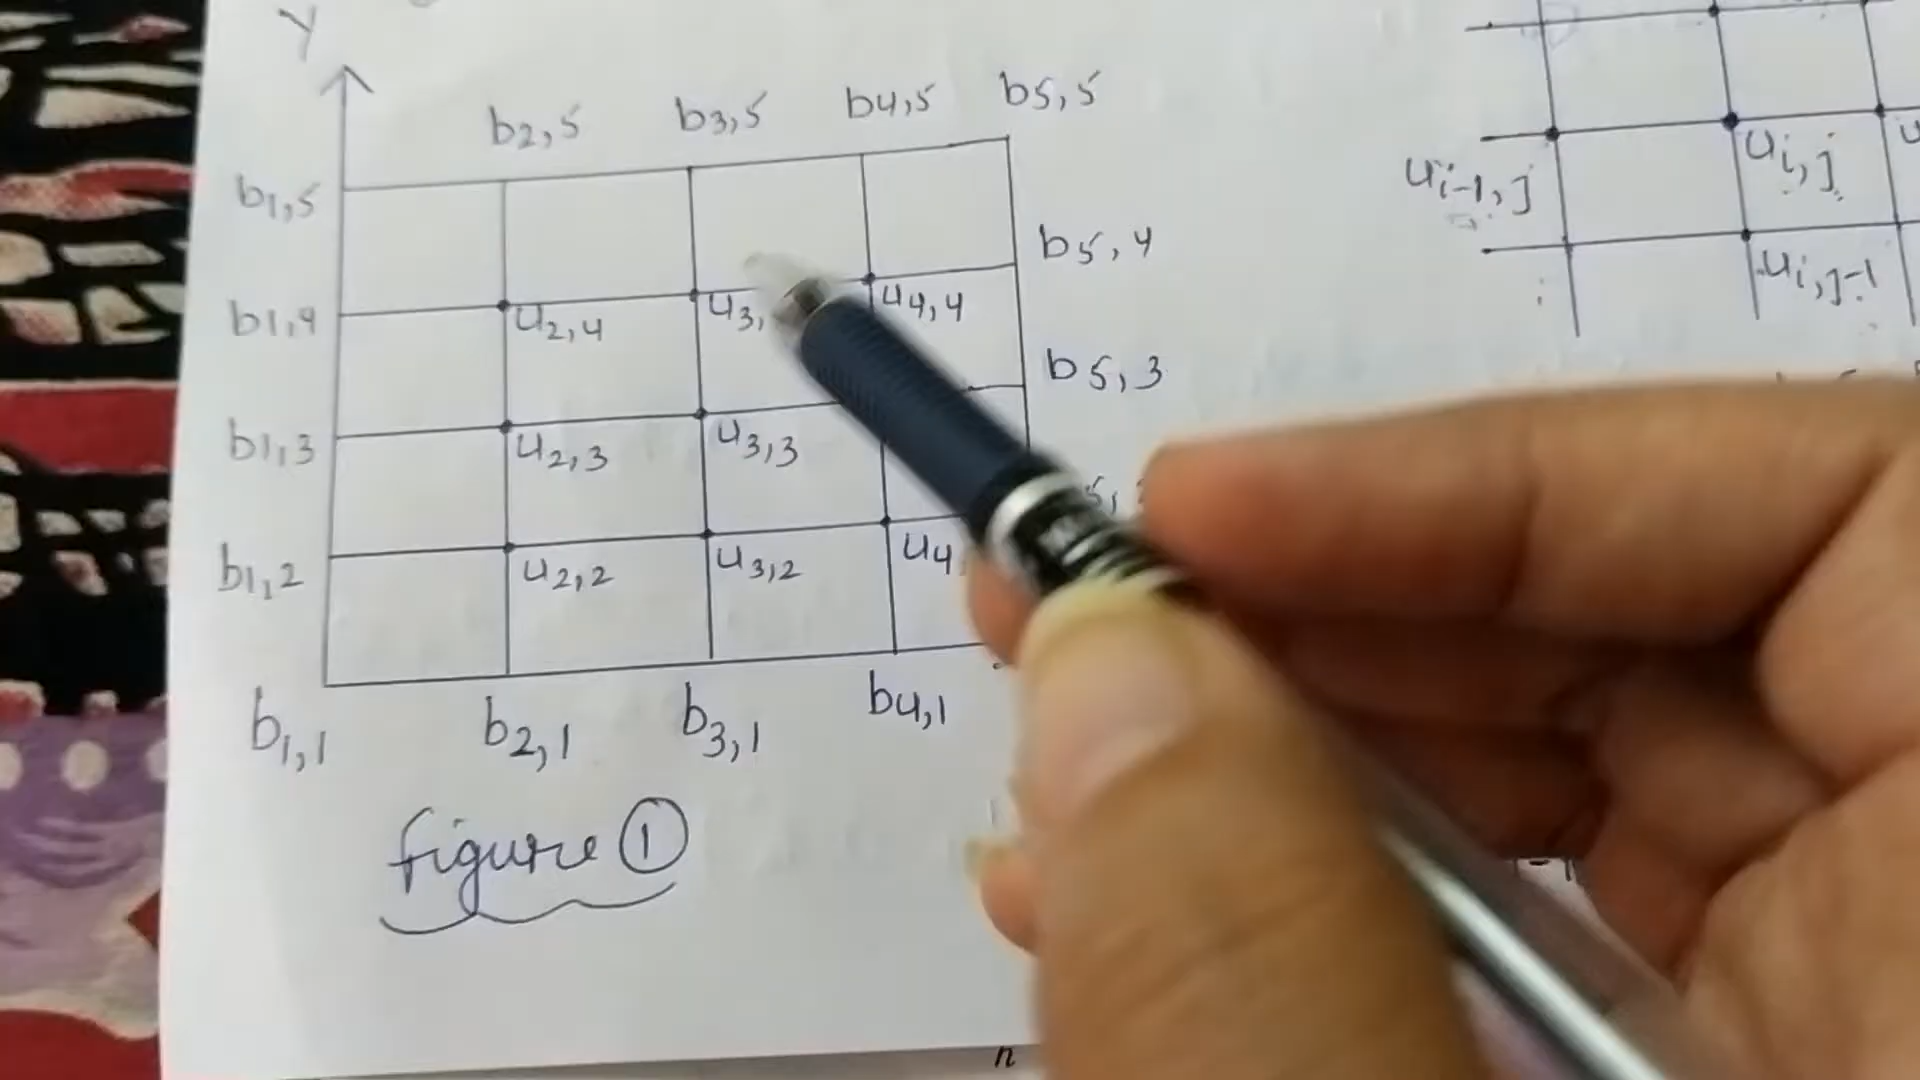 Y
b2,5 b3,5 b4,5 b5,5
b1,5
b1,4 u2,4 u3, u4,4 b5,4
b1,3 u2,3 u3,3 b5,3
b1,2 u2,2 u3,2 u4,
b1,1 b2,1 b3,1 b4,1
figure 1
ui-1,j ui,j u
ui,j-1
n